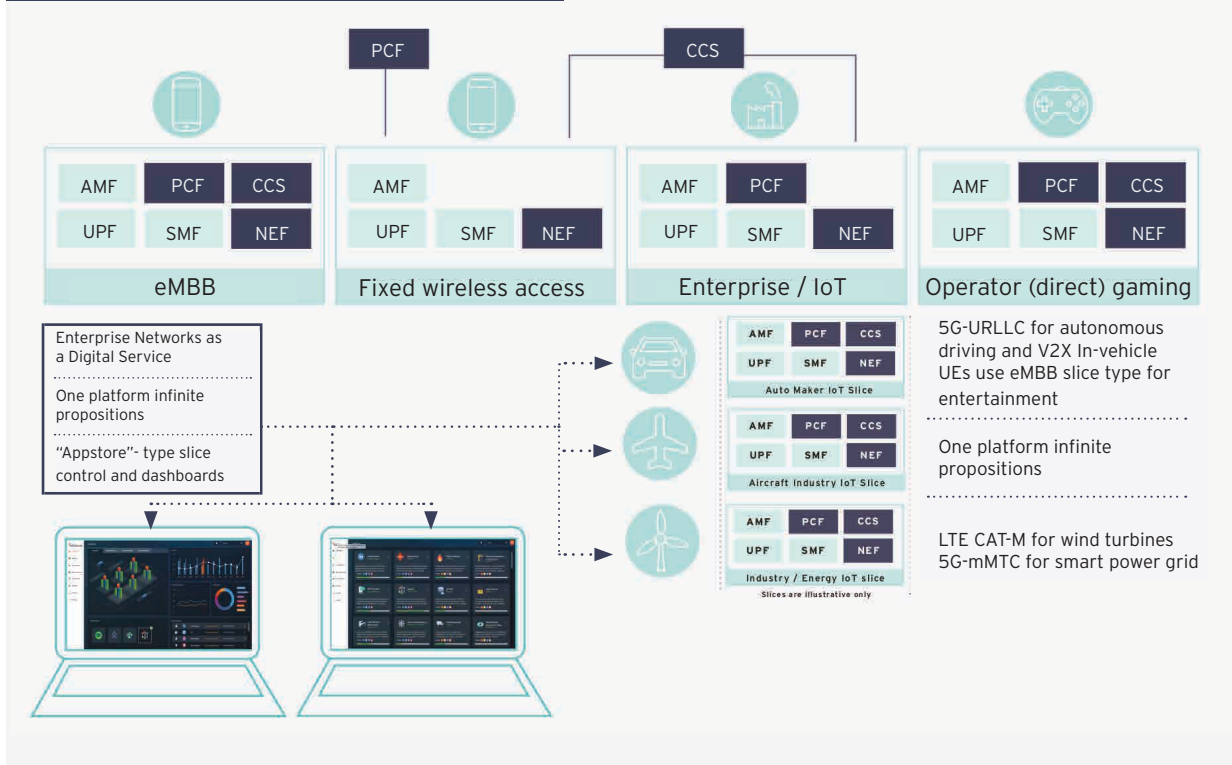 PCF
CCS
AMF PCF CCS
UPF SMF NEF
eMBB
AMF
UPF SMF NEF
Fixed wireless access
AMF PCF
UPF SMF NEF
Enterprise / IoT
AMF PCF CCS
UPF SMF NEF
Operator (direct) gaming
Enterprise Networks as
a Digital Service
One platform infinite
propositions
“Appstore”- type slice
control and dashboards
AMF PCF CCS
UPF SMF NEF
Auto Maker IoT Slice
5G-URLLC for autonomous
driving and V2X In-vehicle
UEs use eMBB slice type for
entertainment
AMF PCF CCS
UPF SMF NEF
Aircraft Industry IoT Slice
One platform infinite
propositions
AMF PCF CCS
UPF SMF NEF
Industry / Energy IoT slice
Slices are illustrative only
LTE CAT-M for wind turbines
5G-mMTC for smart power grid